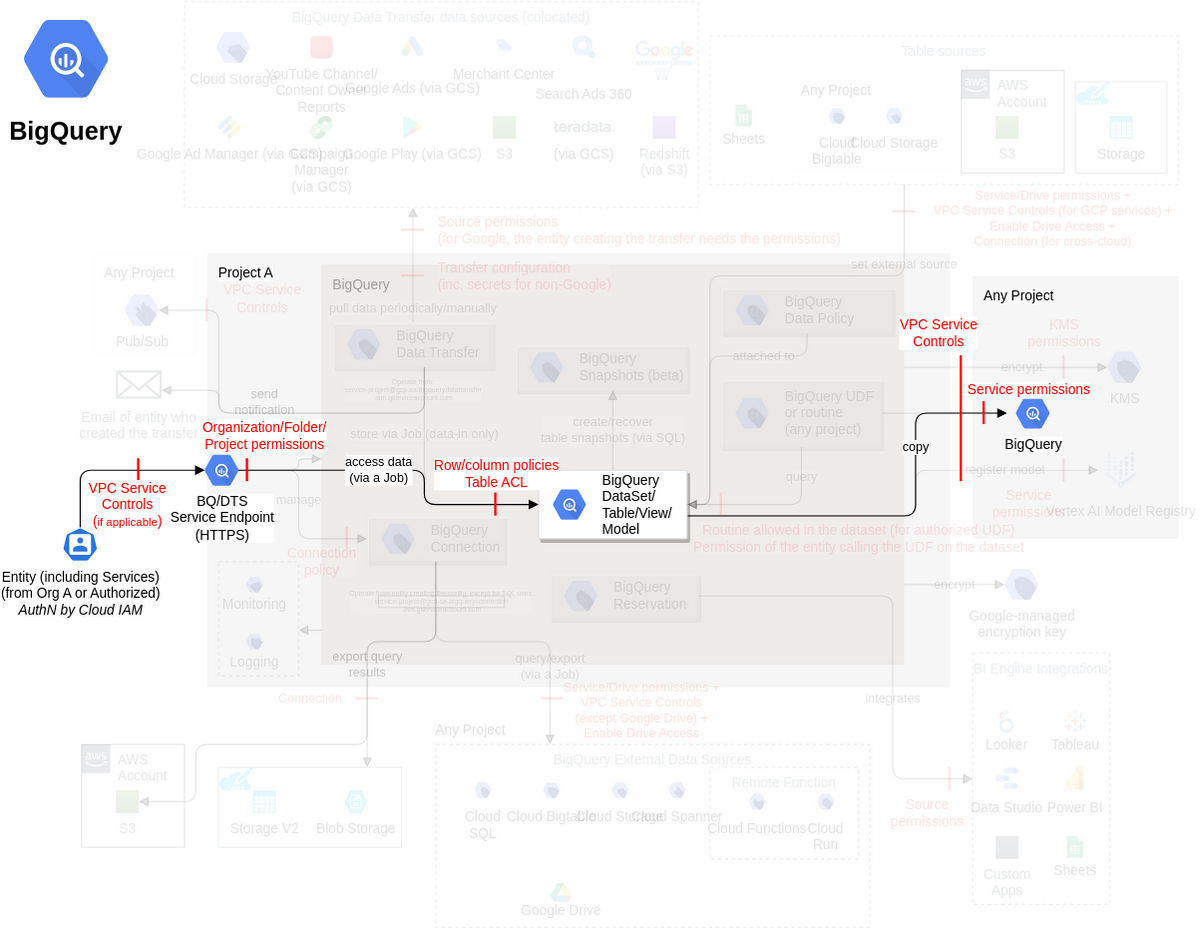 BigQuery
BigQuery Data Transfer data sources (colocated)
Cloud Storage
YouTube Channel/
Content Owner
Reports
Google Ads (via GCS)
Merchant Center
Search Ads 360
Google
Google Ad Manager (via GCS)
Campaign
Manager
(via GCS)
Google Play (via GCS)
S3
teradata.
(via GCS)
Redshift
(via S3)
Table sources
Sheets
Any Project
Cloud
Bigtable
Cloud Storage
aws
AWS
Account
S3
Storage
Source permissions
(for Google, the entity creating the transfer needs the permissions)
Service/Drive permissions +
VPC Service Controls (for GCP services) +
Enable Drive Access +
Connection (for cross-cloud)
Transfer configuration
(inc. secrets for non-Google)
set external source
Any Project
Pub/Sub
VPC Service
Controls
Project A
BigQuery
pull data periodically/manually
BigQuery
Data Transfer
BigQuery
Snapshots (beta)
BigQuery
Data Policy
attached to
BigQuery UDF
or routine
(any project)
create/recover
table snapshots (via SQL)
query
send
notification
store via Job (data-in only)
Email of entity who
created the transfer
Organization/Folder/
Project permissions
access data
(via a Job)
Row/column policies
Table ACL
BigQuery
DataSet/
Table/View/
Model
VPC Service
Controls
(if applicable)
BQ/DTS
Service Endpoint
(HTTPS)
manage
Entity (including Services)
(from Org A or Authorized)
AuthN by Cloud IAM
Connection
policy
BigQuery
Connection
Monitoring
Logging
BigQuery
Reservation
Routine allowed in the dataset (for authorized UDF)
Permission of the entity calling the UDF on the dataset
Any Project
VPC Service
Controls
KMS
permissions
encrypt
KMS
Service permissions
BigQuery
copy
register model
Service
permissions
Vertex AI Model Registry
encrypt
Google-managed
encryption key
export query
results
query/export
(via a Job)
Connection
Service/Drive permissions +
VPC Service Controls
(except Google Drive) +
Enable Drive Access
integrates
aws
AWS
Account
S3
Storage V2
Blob Storage
Any Project
BigQuery External Data Sources
Cloud
SQL
Cloud Bigtable
Cloud Storage
Cloud Spanner
Remote Function
Cloud Functions
Cloud
Run
Google Drive
Source
permissions
BI Engine Integrations
Looker
Tableau
Data Studio
Power BI
Custom
Apps
Sheets